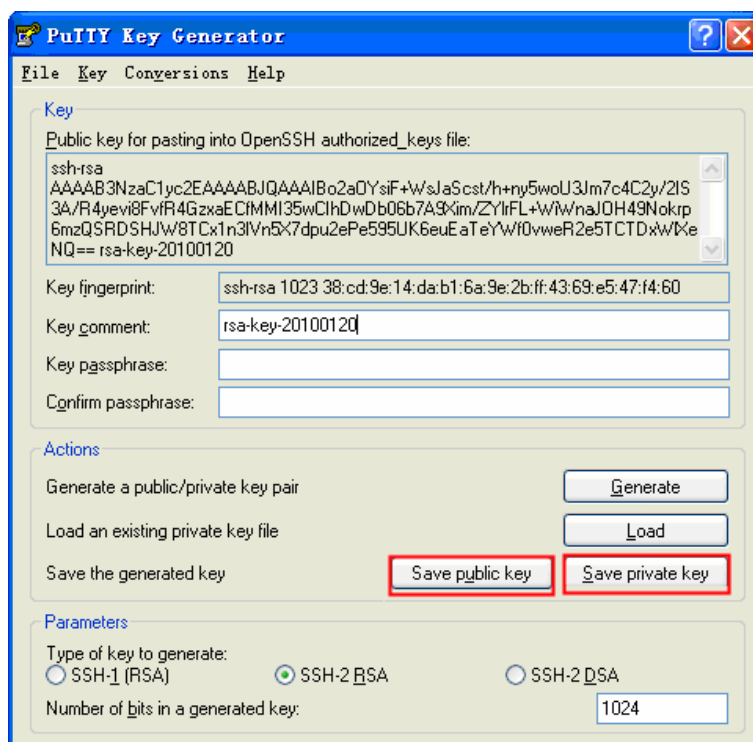 PuTTY Key Generator
File Key Conversions Help
Key
Public key for pasting into OpenSSH authorized_keys file:
ssh-rsa
AAAAB3NzaC1yc2EAAAABJQAAAIBo2aOYsiF+WsJaScst/h+ny5woU3Jm7c4C2y/2IS
3A/R4yevi8FvfR4GzxaECfMMI35wClhDwDb06b7A9Xim/ZYlrFL+WiWnaJOH49Nokrp
6mzQSRDSHJW8TCx1n3lVn5X7dpu2ePe595UK6euEaTeYWf0vweR2e5TCTDxWlXe
NQ== rsa-key-20100120
Key fingerprint: ssh-rsa 1023 38:cd:9e:14:da:b1:6a:9e:2b:ff:43:69:e5:47:f4:60
Key comment: rsa-key-20100120
Key passphrase:
Confirm passphrase:
Actions
Generate a public/private key pair Generate
Load an existing private key file Load
Save the generated key Save public key Save private key
Parameters
Type of key to generate:
SSH-1 (RSA) SSH-2 RSA SSH-2 DSA
Number of bits in a generated key: 1024